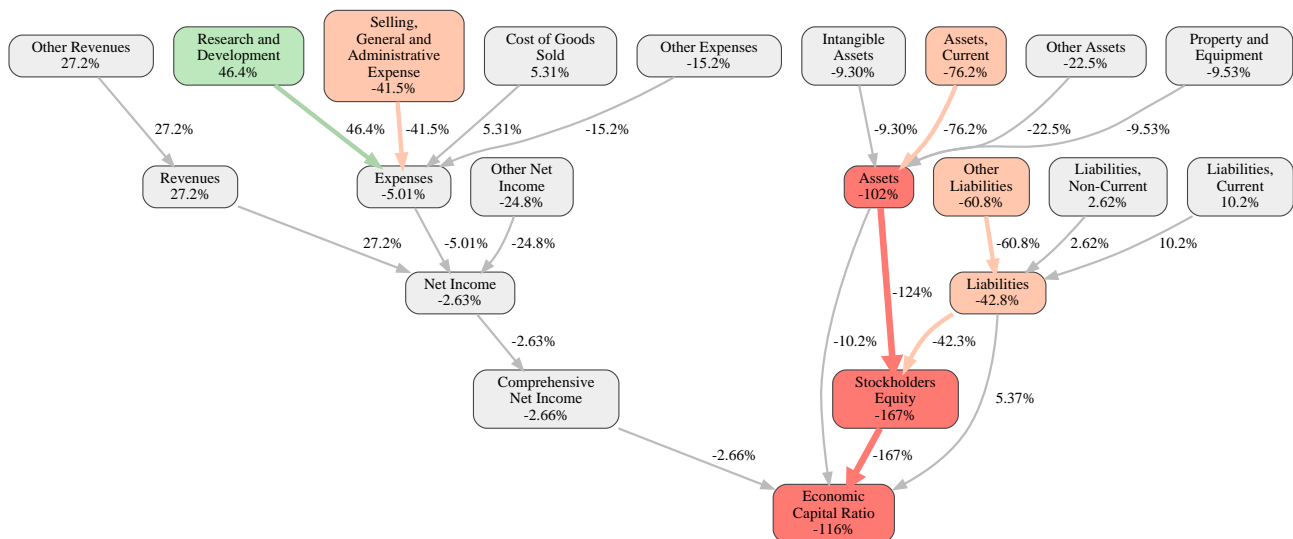 Other Revenues
27.2%
Research and
Development
46.4%
Selling,
General and
Administrative
Expense
-41.5%
Cost of Goods
Sold
5.31%
Other Expenses
-15.2%
Intangible
Assets
-9.30%
Assets,
Current
-76.2%
Other Assets
-22.5%
Property and
Equipment
-9.53%
27.2%
46.4%
-41.5%
5.31%
-15.2%
-9.30%
-76.2%
-22.5%
-9.53%
Revenues
27.2%
Expenses
-5.01%
Other Net
Income
-24.8%
Assets
-102%
Other
Liabilities
-60.8%
Liabilities,
Non-Current
2.62%
Liabilities,
Current
10.2%
27.2%
-5.01%
-24.8%
-60.8%
2.62%
10.2%
Net Income
-2.63%
-124%
Liabilities
-42.8%
-2.63%
-10.2%
-42.3%
Comprehensive
Net Income
-2.66%
Stockholders
Equity
-167%
5.37%
-2.66%
-167%
Economic
Capital Ratio
-116%